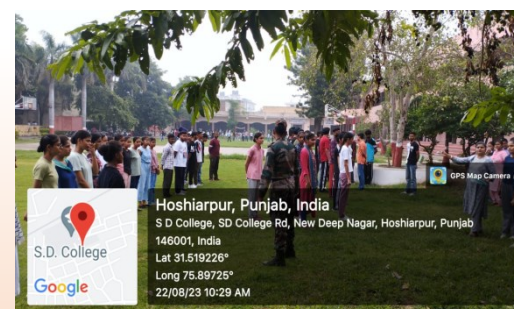 GPS Map Camera
Hoshiarpur, Punjab, India
S D College, SD College Rd, New Deep Nagar, Hoshiarpur, Punjab
146001, India
Lat 31.519226°
Long 75.89725°
22/08/23 10:29 AM
S.D. College
Google